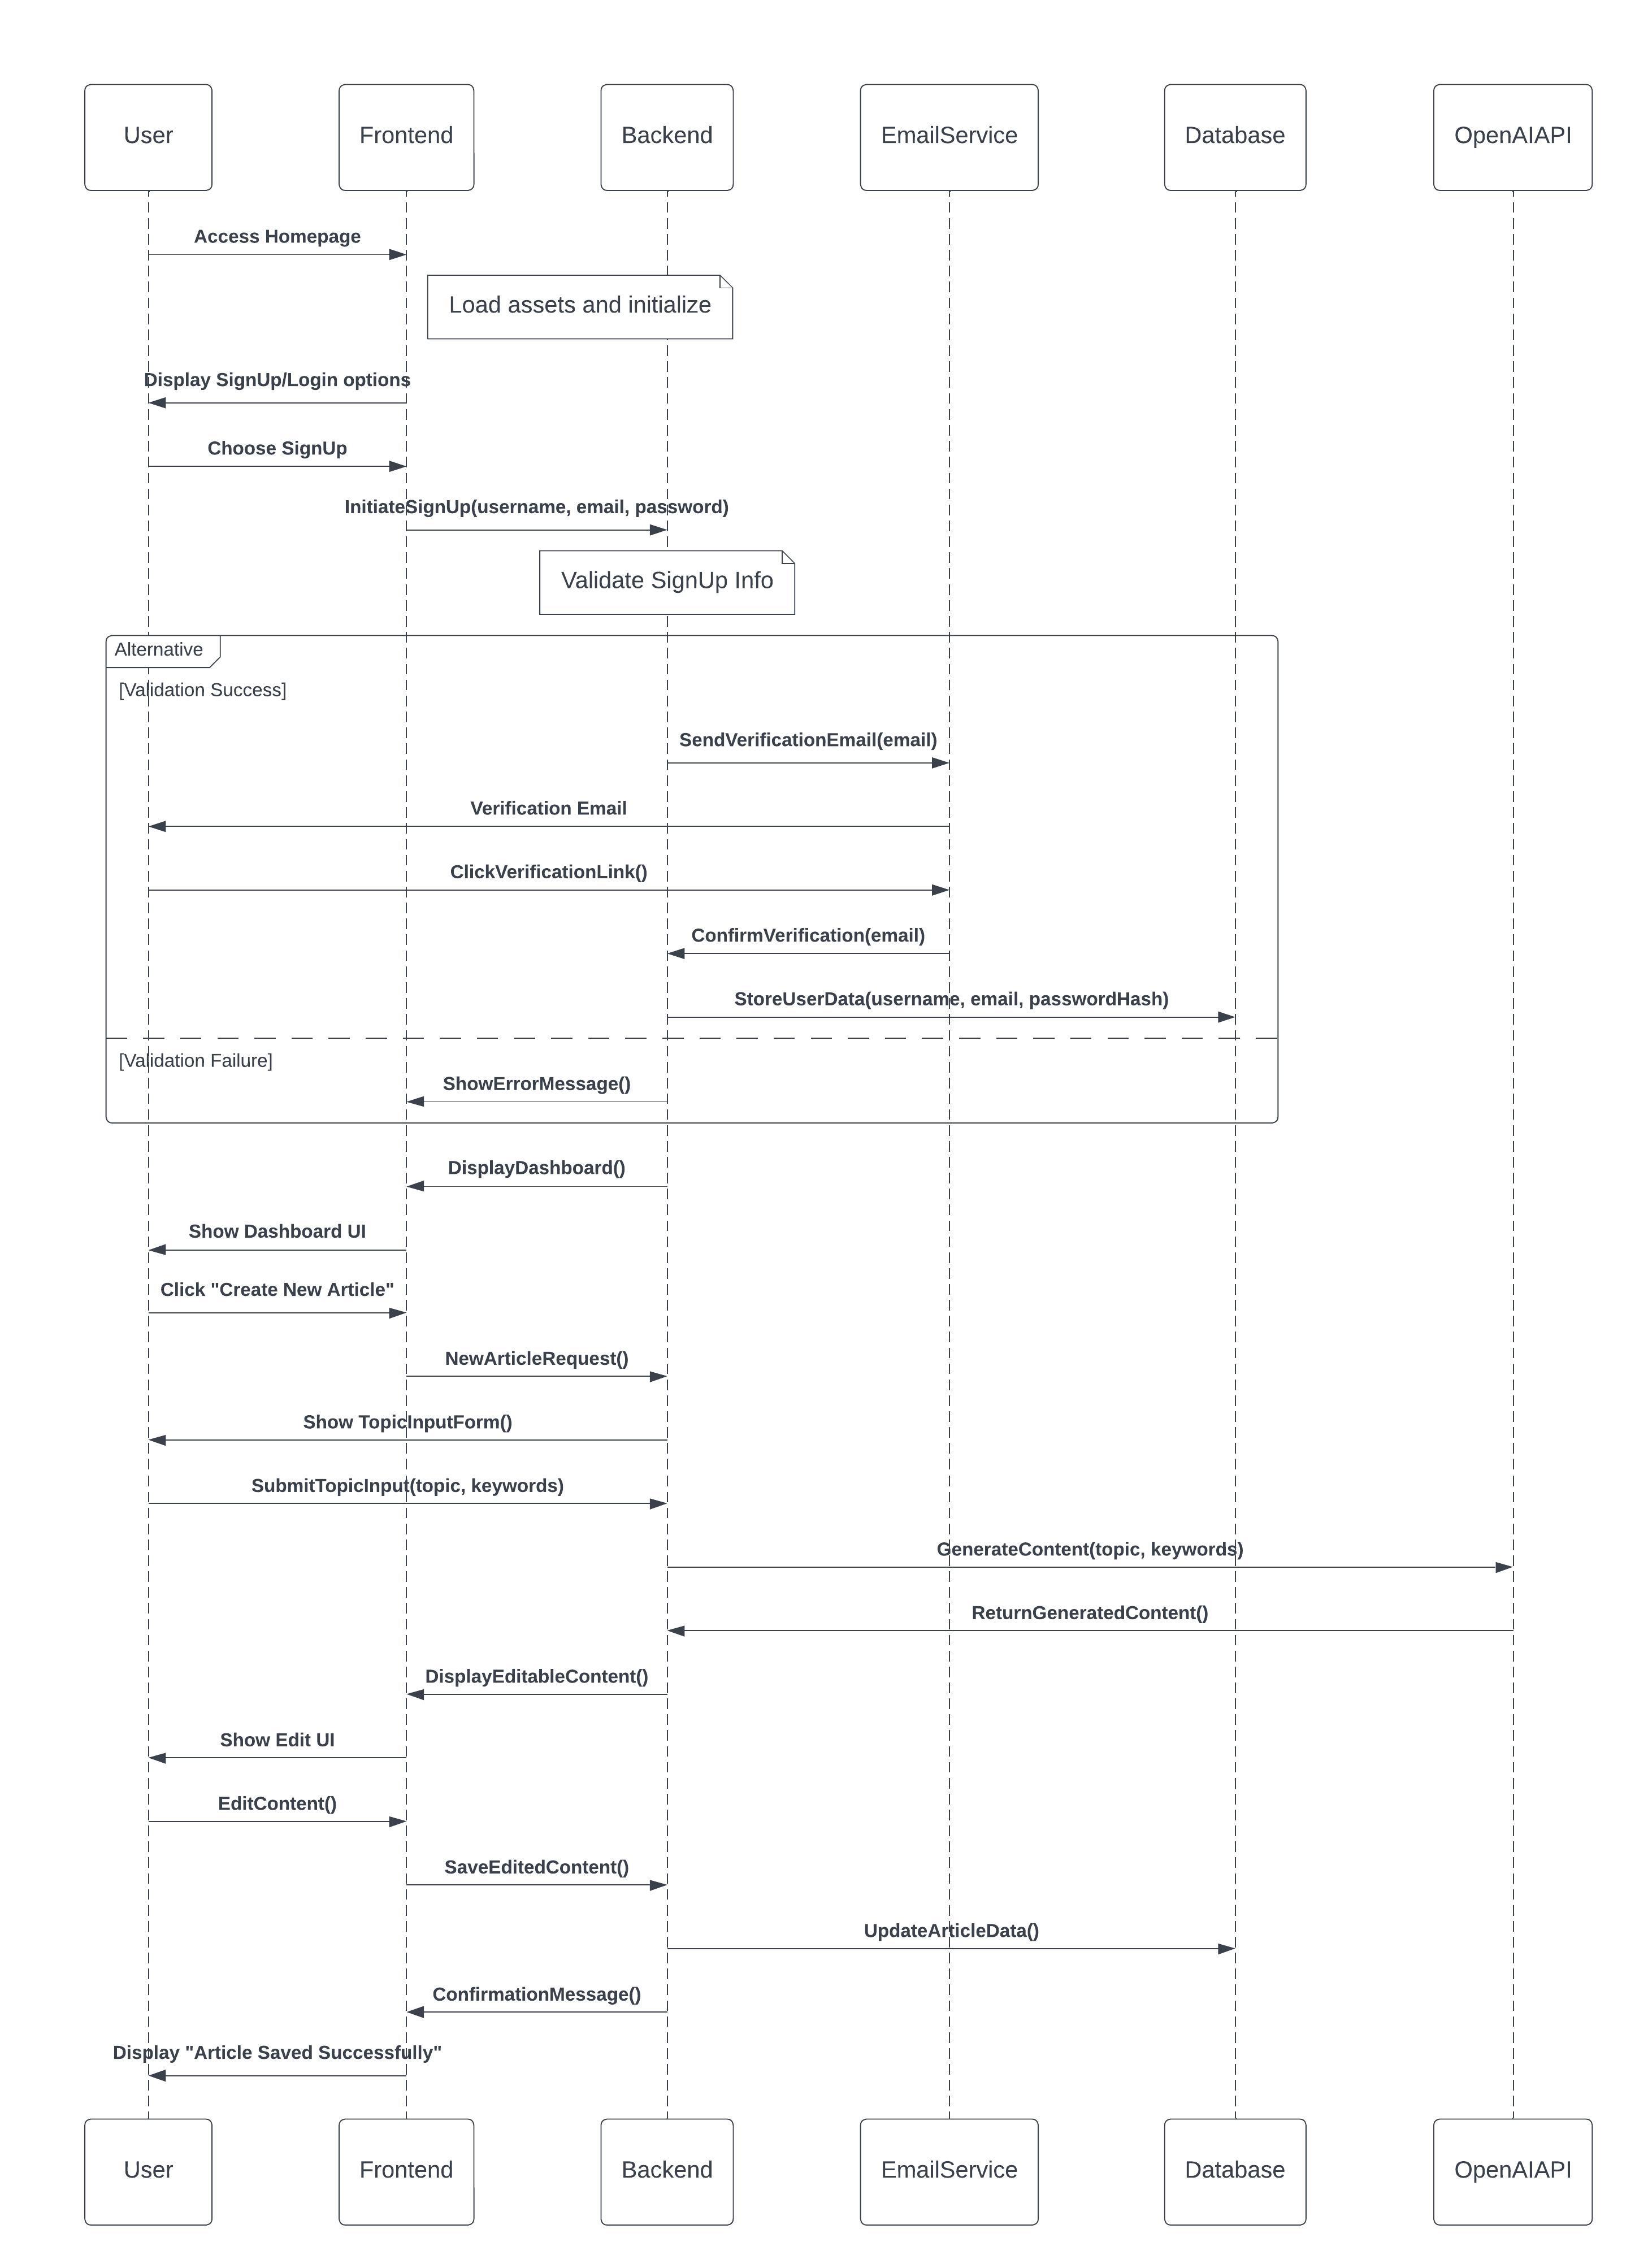 User
Frontend
Backend
EmailService
Database
OpenAIAPI
Access Homepage
Load assets and initialize
Display SignUp/Login options
Choose SignUp
InitiateSignUp(username, email, password)
Validate SignUp Info
Alternative
[Validation Success]
SendVerificationEmail(email)
Verification Email
ClickVerificationLink()
ConfirmVerification(email)
StoreUserData(username, email, passwordHash)
[Validation Failure]
ShowErrorMessage()
DisplayDashboard()
Show Dashboard UI
Click "Create New Article"
NewArticleRequest()
Show TopicInputForm()
SubmitTopicInput(topic, keywords)
GenerateContent(topic, keywords)
ReturnGeneratedContent()
DisplayEditableContent()
Show Edit UI
EditContent()
SaveEditedContent()
UpdateArticleData()
ConfirmationMessage()
Display "Article Saved Successfully"
User
Frontend
Backend
EmailService
Database
OpenAIAPI